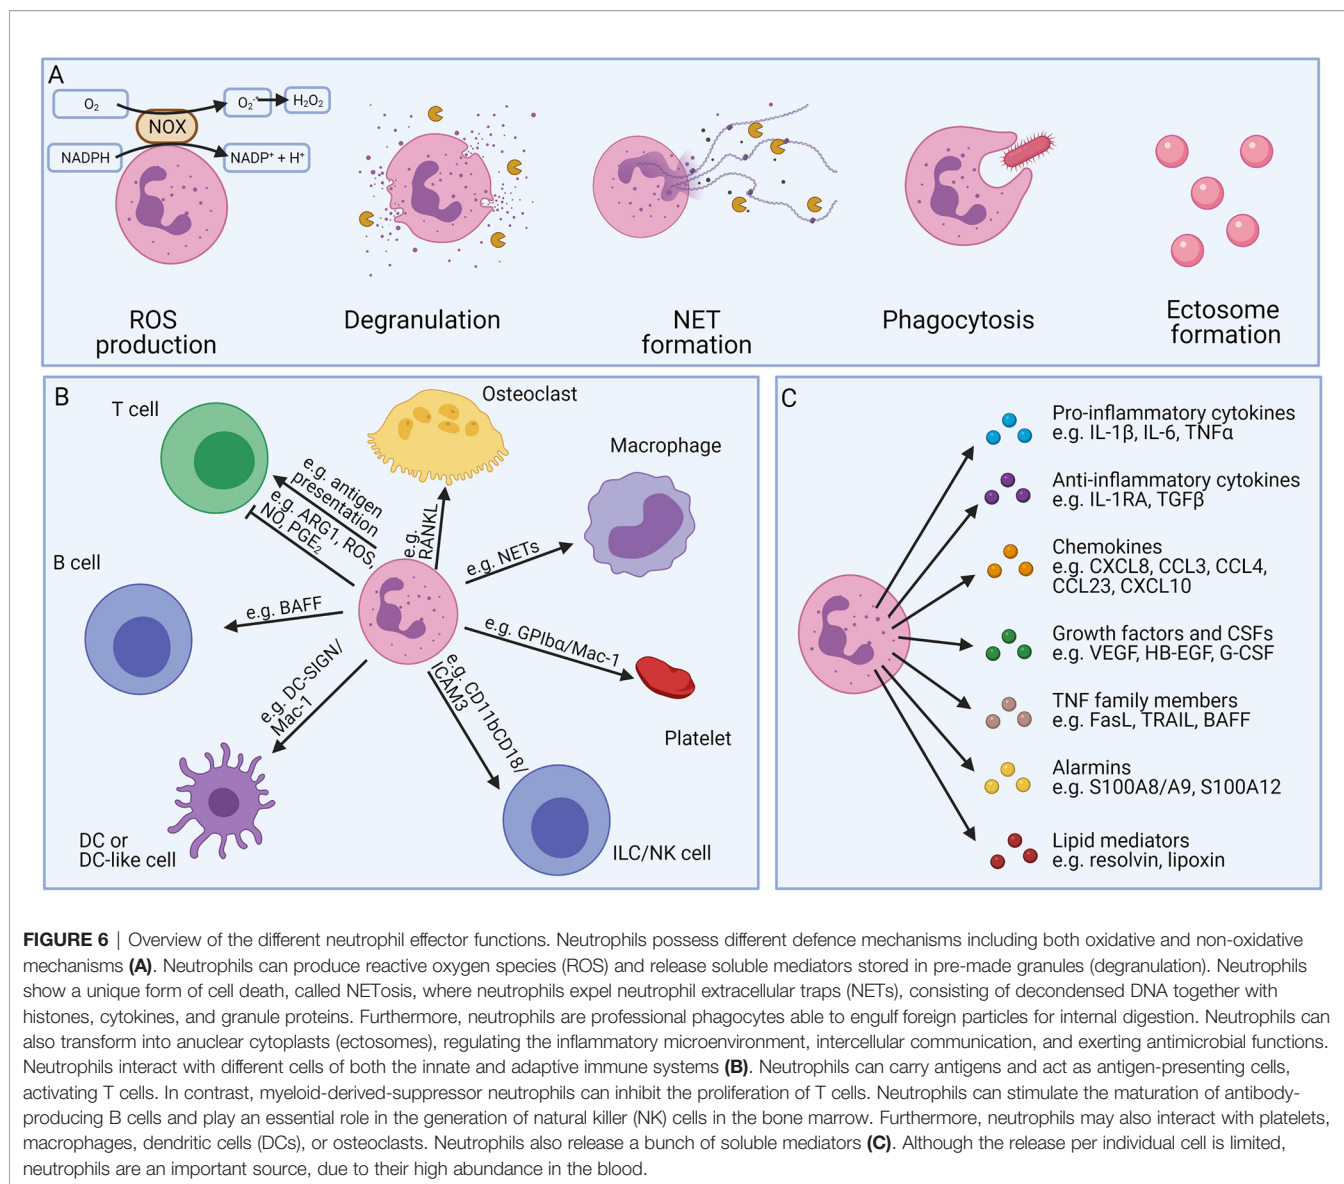 A
O₂
O₂⁻
H₂O₂
NOX
NADPH
NADP⁺ + H⁺
ROS
production
Degranulation
NET
formation
Phagocytosis
Ectosome
formation
B
T cell
Osteoclast
Macrophage
e.g. antigen
presentation
e.g. ARG1, ROS,
NO, PGE₂
e.g.
RANKL
e.g. NETs
B cell
e.g. BAFF
e.g. GPIbα/Mac-1
Platelet
e.g. DC-SIGN/
Mac-1
e.g. CD11bCD18/
ICAM3
DC or
DC-like cell
ILC/NK cell
C
Pro-inflammatory cytokines
e.g. IL-1β, IL-6, TNFα
Anti-inflammatory cytokines
e.g. IL-1RA, TGFβ
Chemokines
e.g. CXCL8, CCL3, CCL4,
CCL23, CXCL10
Growth factors and CSFs
e.g. VEGF, HB-EGF, G-CSF
TNF family members
e.g. FasL, TRAIL, BAFF
Alarmins
e.g. S100A8/A9, S100A12
Lipid mediators
e.g. resolvin, lipoxin
FIGURE 6 | Overview of the different neutrophil effector functions. Neutrophils possess different defence mechanisms including both oxidative and non-oxidative
mechanisms (A). Neutrophils can produce reactive oxygen species (ROS) and release soluble mediators stored in pre-made granules (degranulation). Neutrophils
show a unique form of cell death, called NETosis, where neutrophils expel neutrophil extracellular traps (NETs), consisting of decondensed DNA together with
histones, cytokines, and granule proteins. Furthermore, neutrophils are professional phagocytes able to engulf foreign particles for internal digestion. Neutrophils can
also transform into anuclear cytoplasts (ectosomes), regulating the inflammatory microenvironment, intercellular communication, and exerting antimicrobial functions.
Neutrophils interact with different cells of both the innate and adaptive immune systems (B). Neutrophils can carry antigens and act as antigen-presenting cells,
activating T cells. In contrast, myeloid-derived-suppressor neutrophils can inhibit the proliferation of T cells. Neutrophils can stimulate the maturation of antibody-
producing B cells and play an essential role in the generation of natural killer (NK) cells in the bone marrow. Furthermore, neutrophils may also interact with platelets,
macrophages, dendritic cells (DCs), or osteoclasts. Neutrophils also release a bunch of soluble mediators (C). Although the release per individual cell is limited,
neutrophils are an important source, due to their high abundance in the blood.